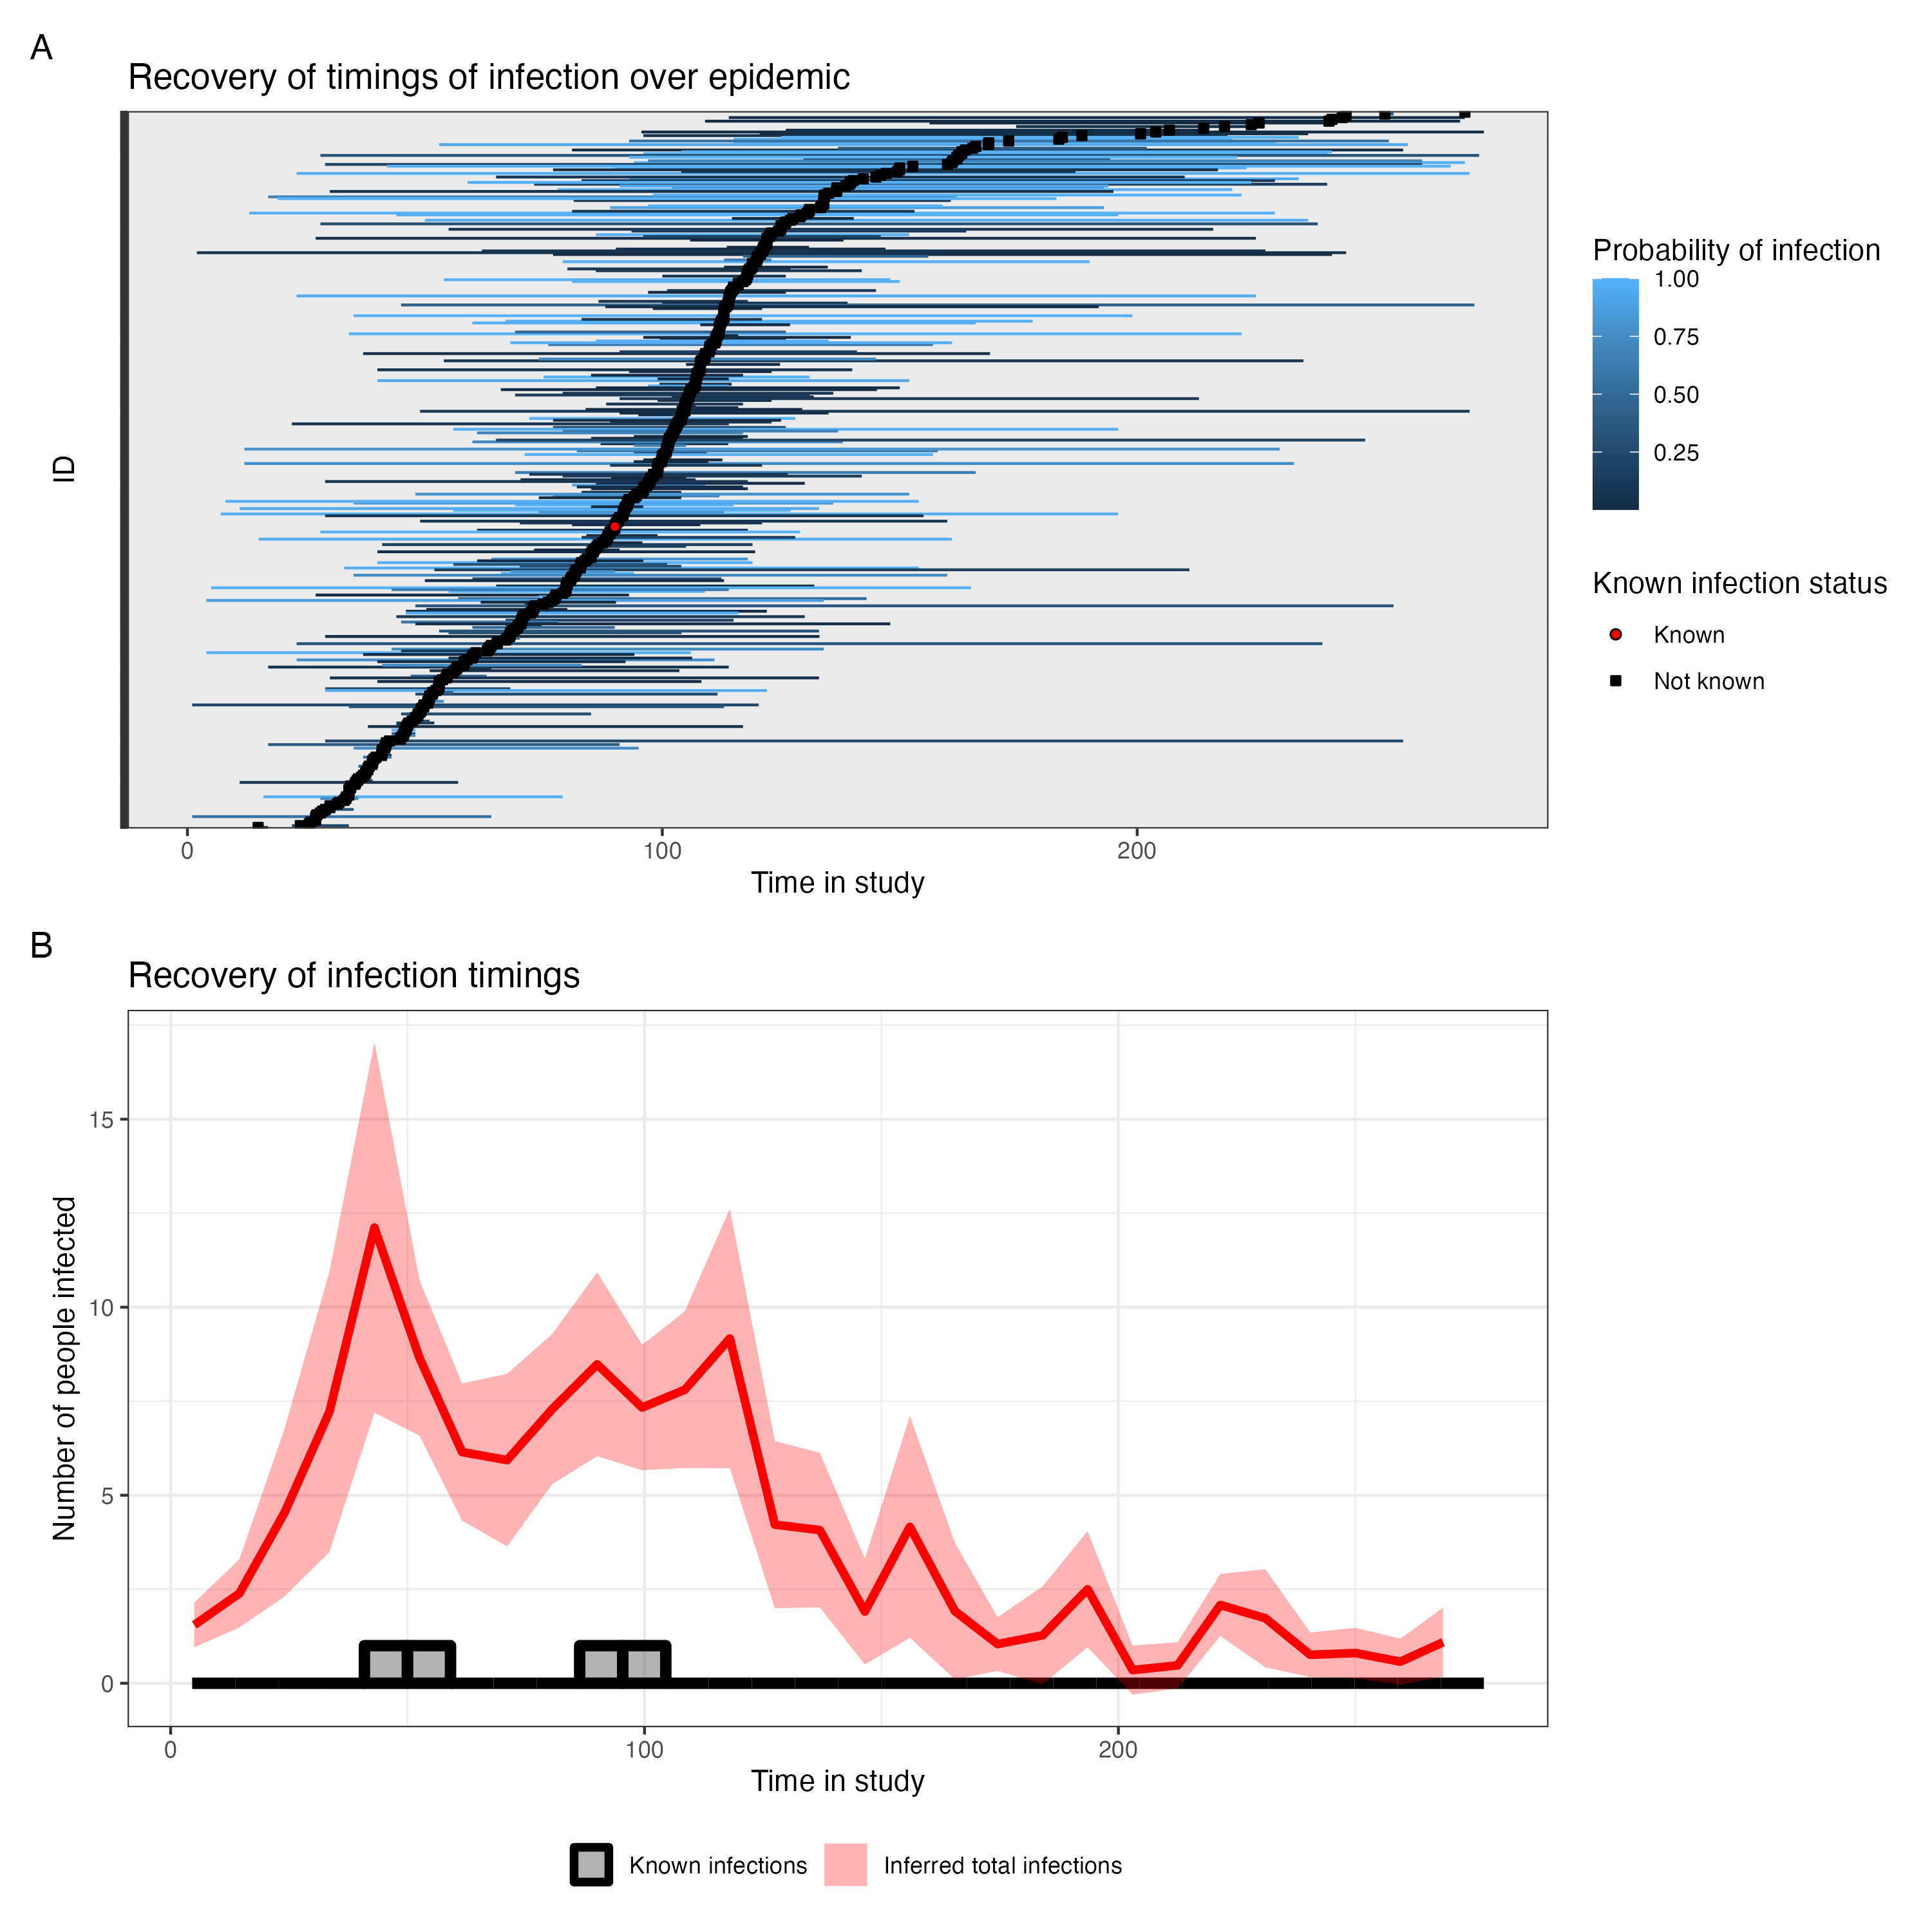 A
Recovery of timings of infection over epidemic
ID
0 100 200
Time in study
Probability of infection
1.00
0.75
0.50
0.25
Known infection status
Known
Not known
B
Recovery of infection timings
Number of people infected
15
10
5
0
0 100 200
Time in study
Known infections Inferred total infections